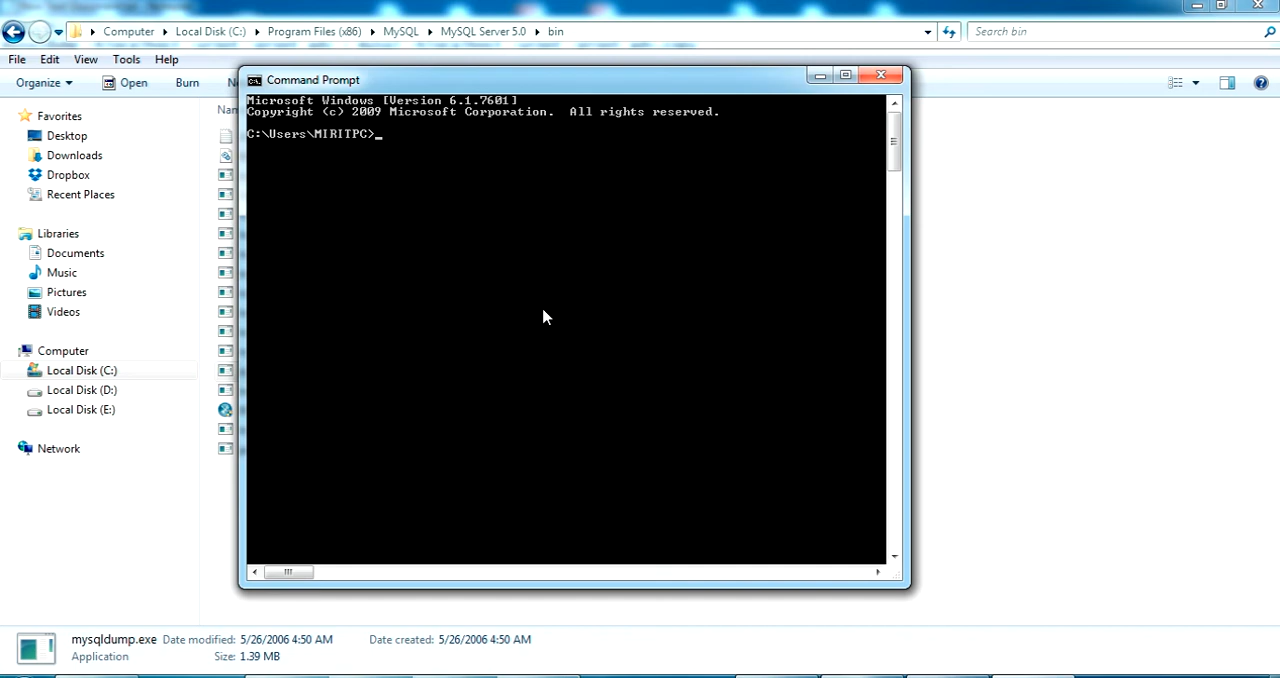 Computer
Local Disk (C:)
Program Files (x86)
MySQL
MySQL Server 5.0
bin
Search bin
File Edit View Tools Help
Organize
Open
Burn
Command Prompt
Microsoft Windows [Version 6.1.7601]
Copyright (c) 2009 Microsoft Corporation. All rights reserved.
C:\Users\MIRITPC>_
Favorites
Desktop
Downloads
Dropbox
Recent Places
Libraries
Documents
Music
Pictures
Videos
Computer
Local Disk (C:)
Local Disk (D:)
Local Disk (E:)
Network
mysqldump.exe Date modified: 5/26/2006 4:50 AM Date created: 5/26/2006 4:50 AM
Application Size: 1.39 MB